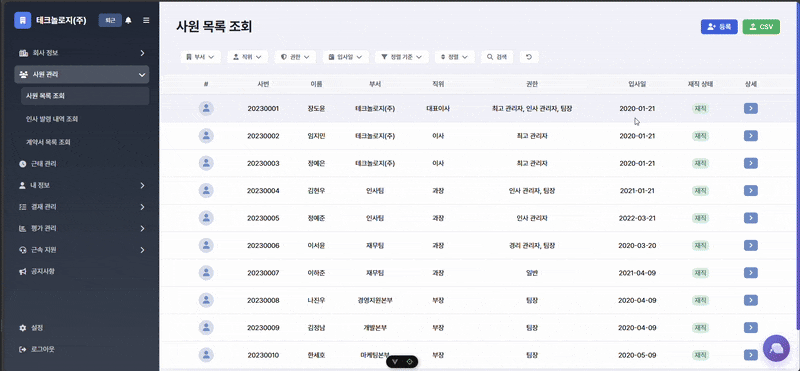 테크놀로지(주) 퇴근
회사 정보
사원 관리
사원 목록 조회
인사 발령 내역 조회
계약서 목록 조회
근태 관리
내 정보
결재 관리
평가 관리
근속 지원
공지사항
설정
로그아웃
사원 목록 조회
등록 CSV
부서 직위 권한 입사일 정렬 기준 정렬 검색
# 사번 이름 부서 직위 권한 입사일 재직 상태 상세
20230001 장도윤 테크놀로지(주) 대표이사 최고 관리자, 인사 관리자, 팀장 2020-01-21 재직
20230002 임지민 테크놀로지(주) 이사 최고 관리자 2020-01-21 재직
20230003 정예은 테크놀로지(주) 이사 최고 관리자 2020-01-21 재직
20230004 김현우 인사팀 과장 인사 관리자, 팀장 2021-01-21 재직
20230005 정예준 인사팀 과장 인사 관리자 2022-03-21 재직
20230006 이서윤 재무팀 과장 경리 관리자, 팀장 2020-03-20 재직
20230007 이하준 재무팀 과장 일반 2021-04-09 재직
20230008 나진우 경영지원본부 부장 팀장 2020-04-09 재직
20230009 김정남 개발본부 부장 팀장 2020-04-09 재직
20230010 한세호 마케팅본부 부장 팀장 2020-05-09 재직